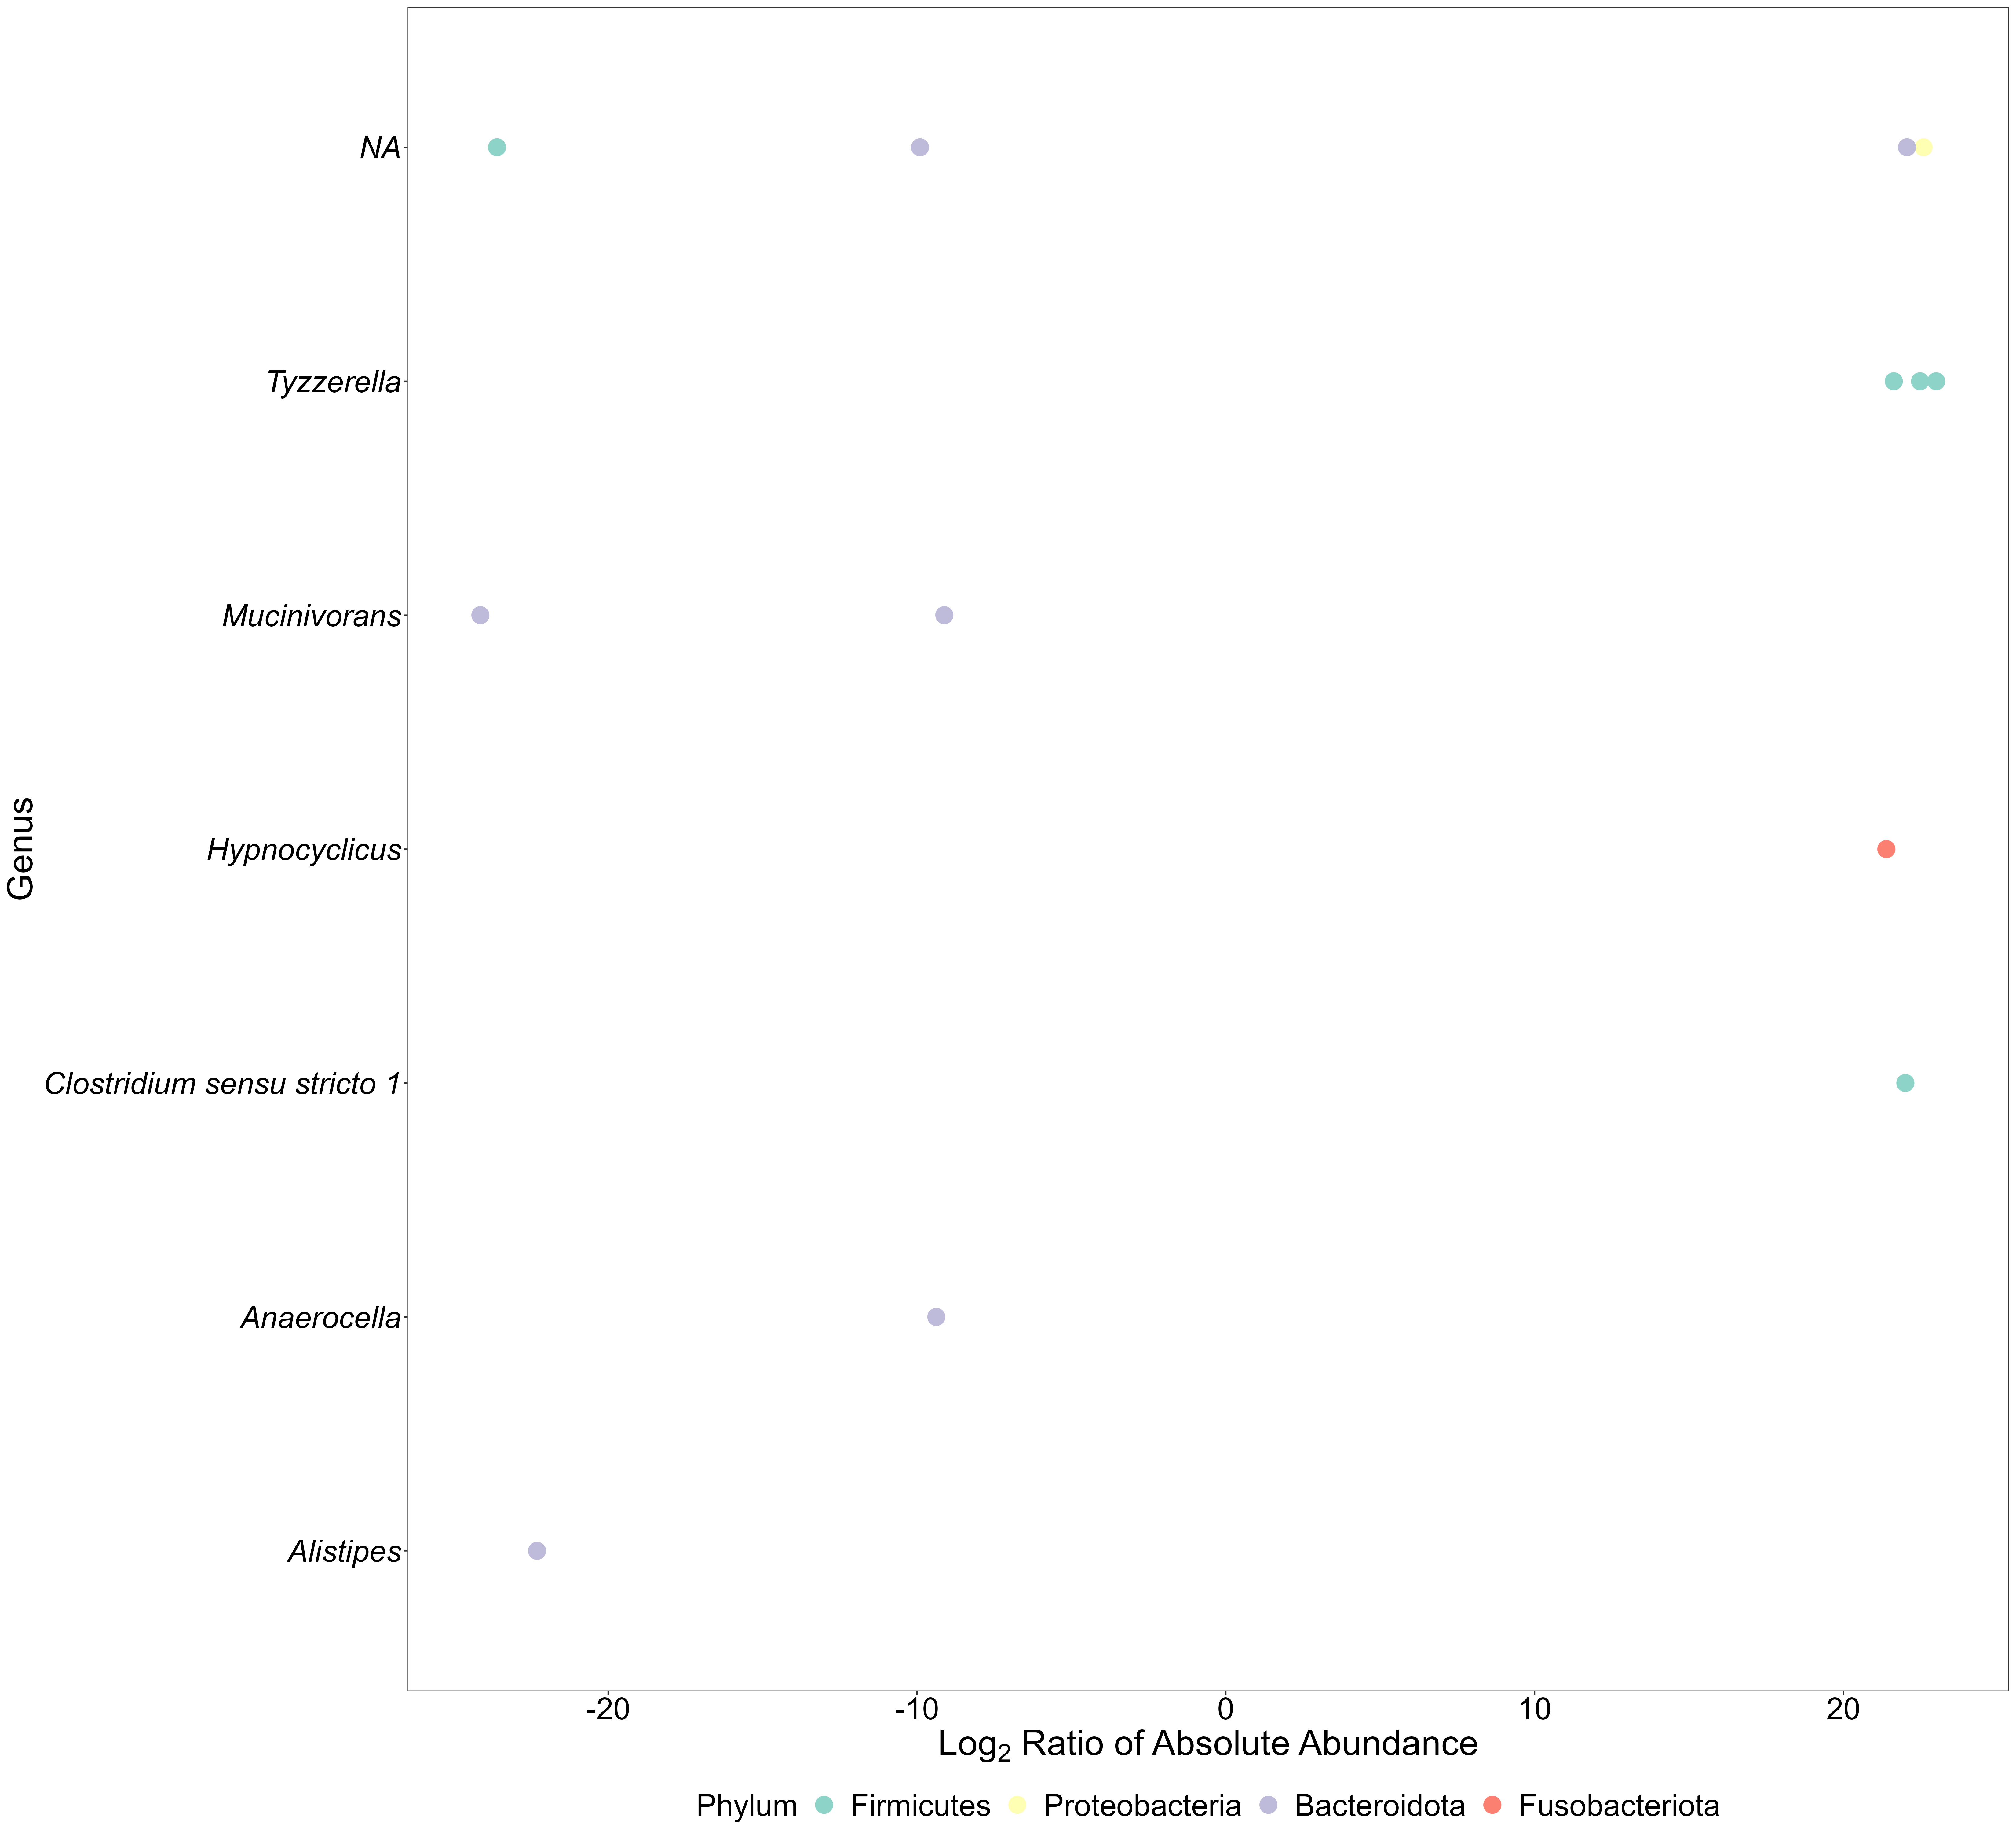 NA
Tyzzerella
Mucinivorans
Hypnocyclicus
Clostridium sensu stricto 1
Anaerocella
Alistipes
Genus
-20 -10 0 10 20
Log₂ Ratio of Absolute Abundance
Phylum Firmicutes Proteobacteria Bacteroidota Fusobacteriota